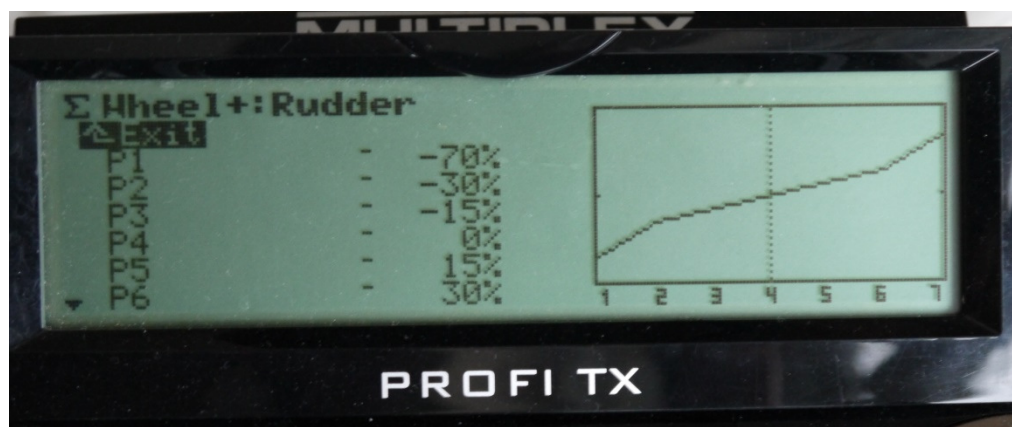 MULTIPLEX
Σ Wheel+:Rudder
Exit
P1 - -70%
P2 - -30%
P3 - -15%
P4 - 0%
P5 - 15%
P6 - 30%
1 2 3 4 5 6 7
PROFI TX